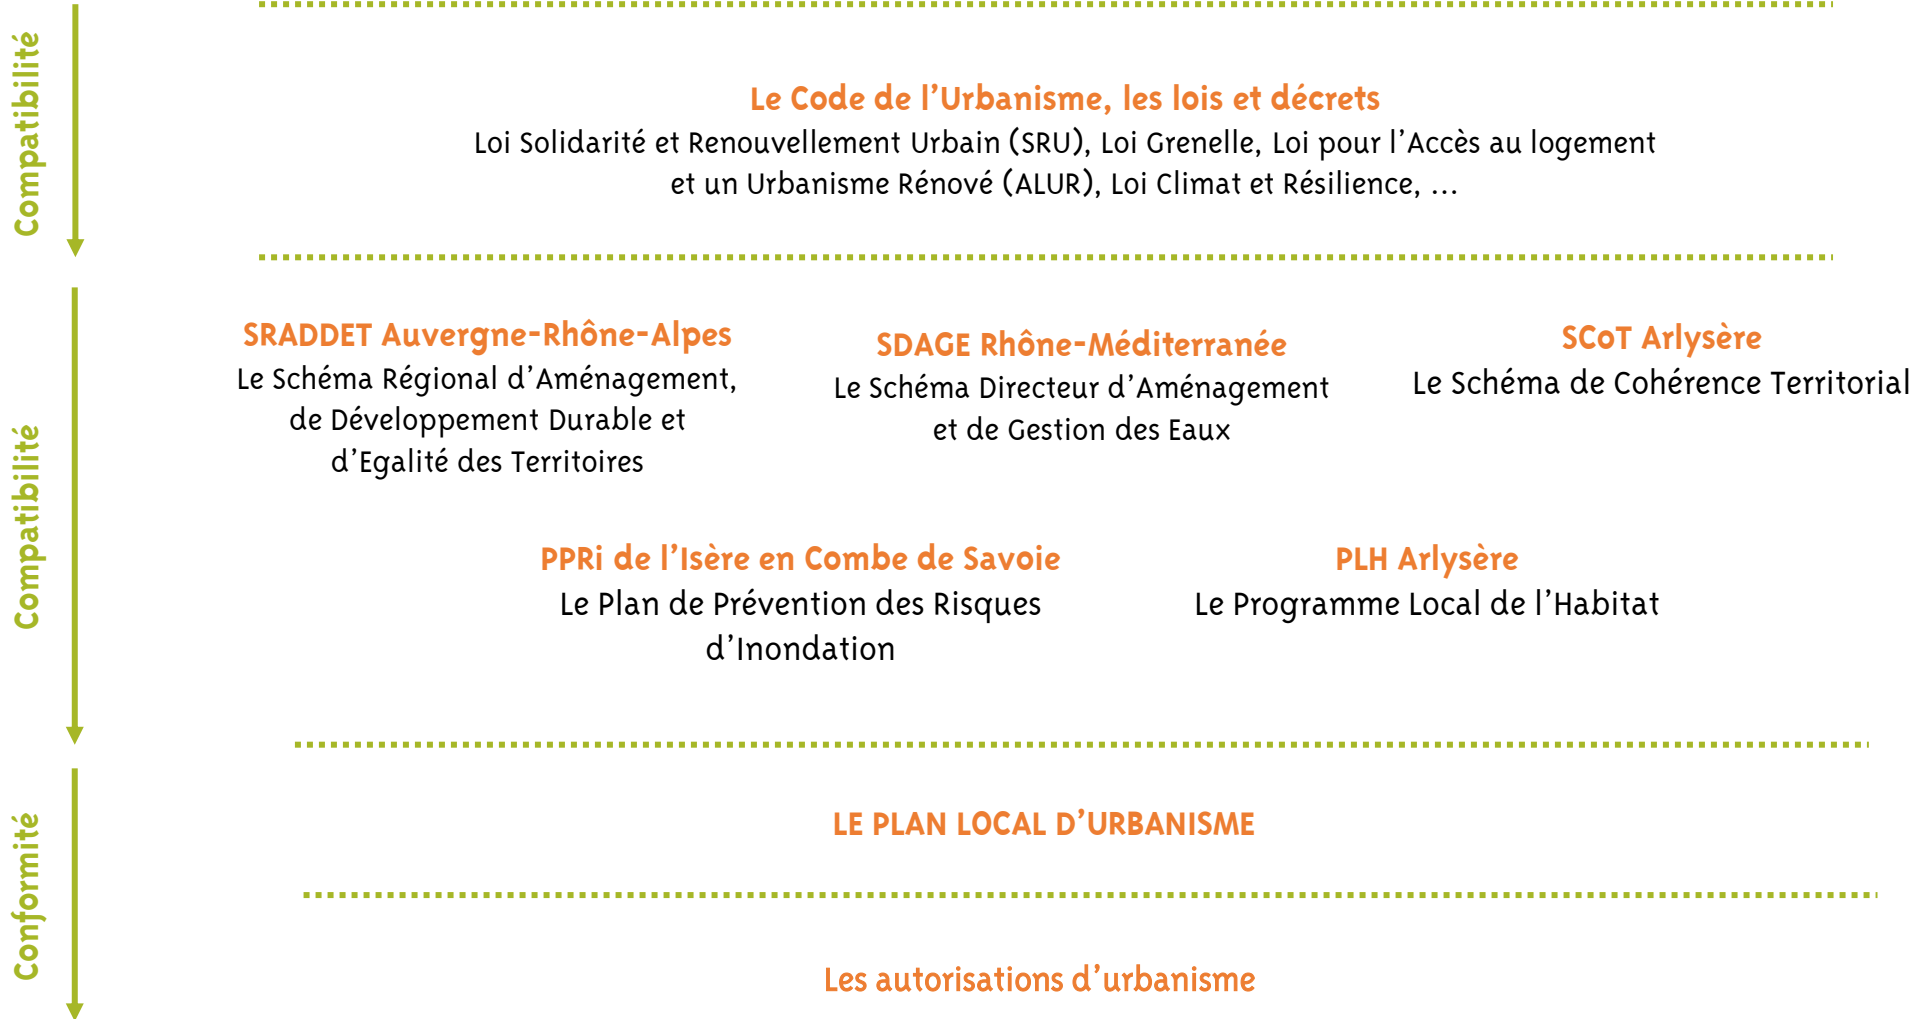 Compatibilité
Le Code de l’Urbanisme, les lois et décrets
Loi Solidarité et Renouvellement Urbain (SRU), Loi Grenelle, Loi pour l’Accès au logement
et un Urbanisme Rénové (ALUR), Loi Climat et Résilience, ...
Compatibilité
SRADDET Auvergne-Rhône-Alpes
Le Schéma Régional d’Aménagement,
de Développement Durable et
d’Egalité des Territoires
SDAGE Rhône-Méditerranée
Le Schéma Directeur d’Aménagement
et de Gestion des Eaux
SCoT Arlysère
Le Schéma de Cohérence Territorial
PPRi de l’Isère en Combe de Savoie
Le Plan de Prévention des Risques
d’Inondation
PLH Arlysère
Le Programme Local de l’Habitat
Conformité
LE PLAN LOCAL D’URBANISME
Les autorisations d’urbanisme